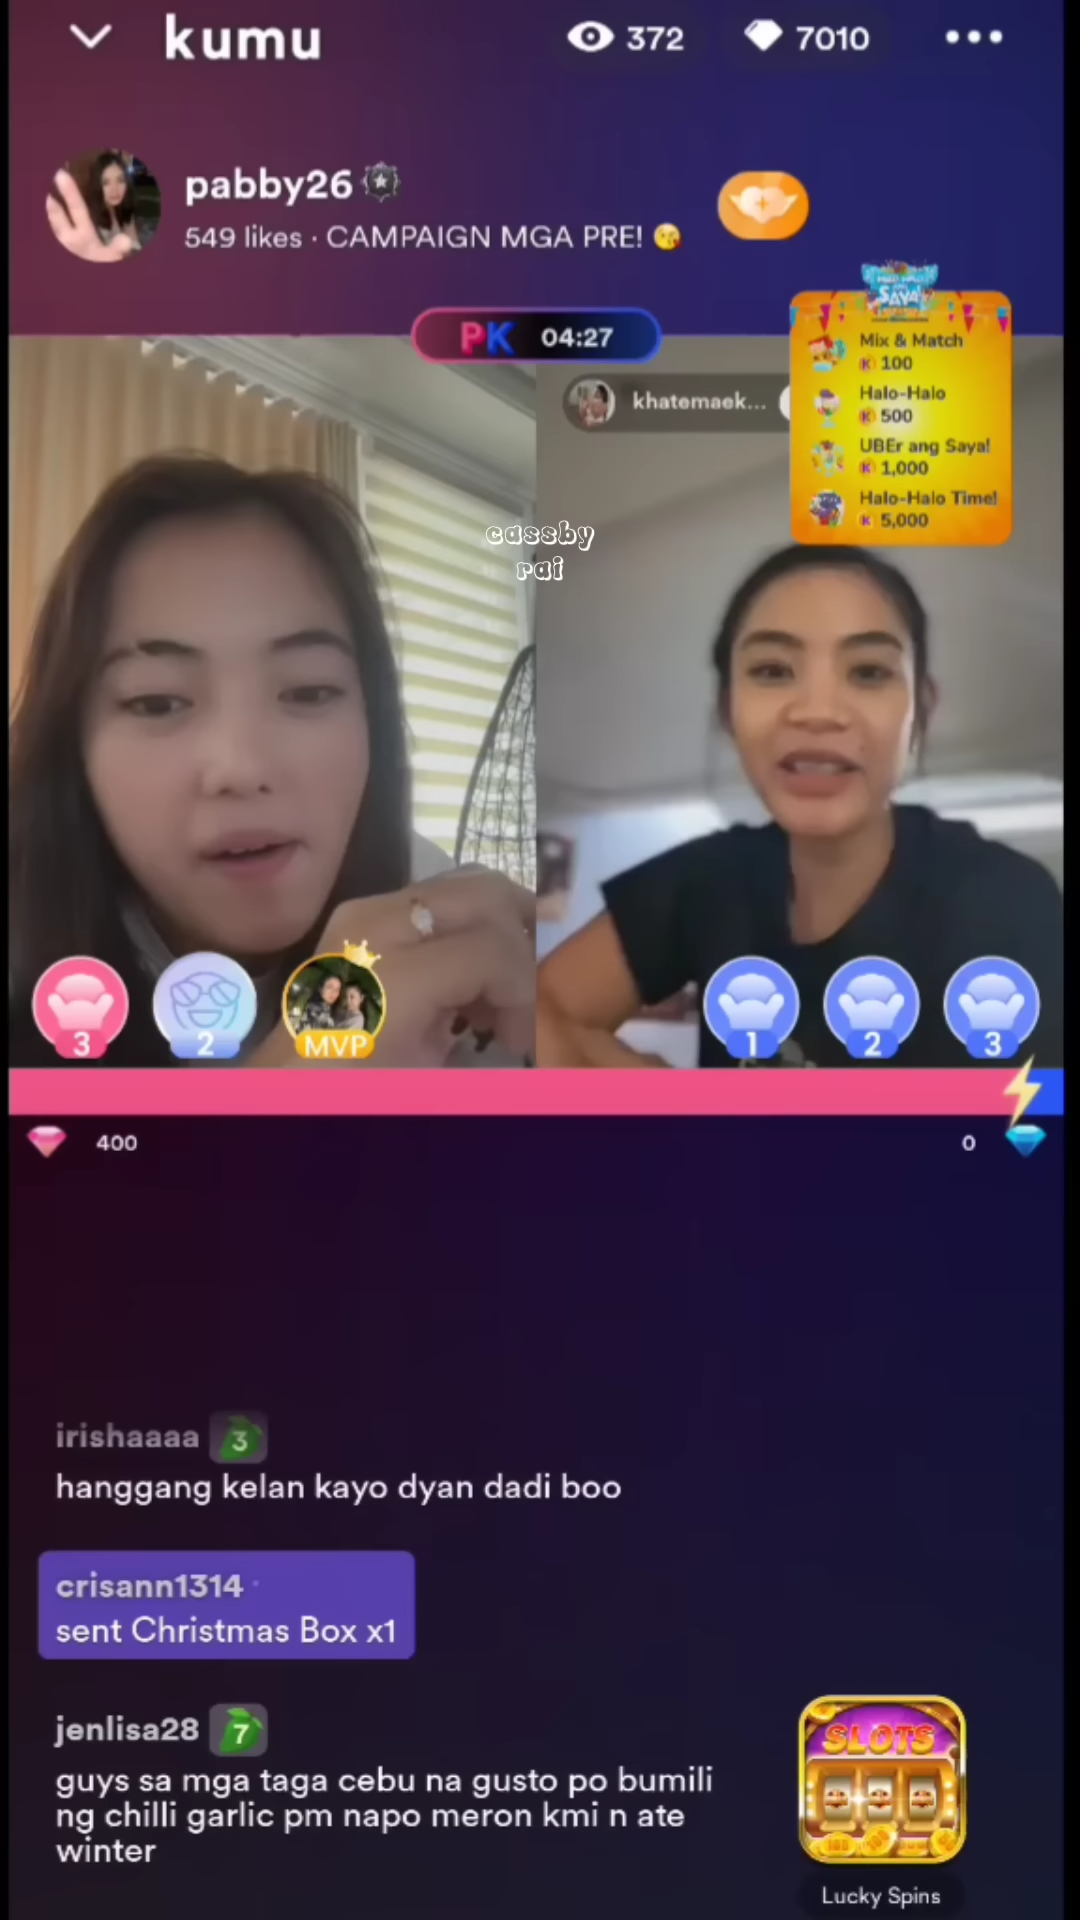 kumu
372
7010
pabby26
549 likes · CAMPAIGN MGA PRE! 😘
PK 04:27
khatemaek...
SAYA!
Mix & Match
K 100
Halo-Halo
K 500
UBEr ang Saya!
K 1,000
Halo-Halo Time!
K 5,000
cassby
rai
3
2
MVP
1
2
3
400
0
irishaaaa 3
hanggang kelan kayo dyan dadi boo
crisann1314
sent Christmas Box x1
jenlisa28 7
guys sa mga taga cebu na gusto po bumili
ng chilli garlic pm napo meron kmi n ate
winter
SLOTS
Lucky Spins